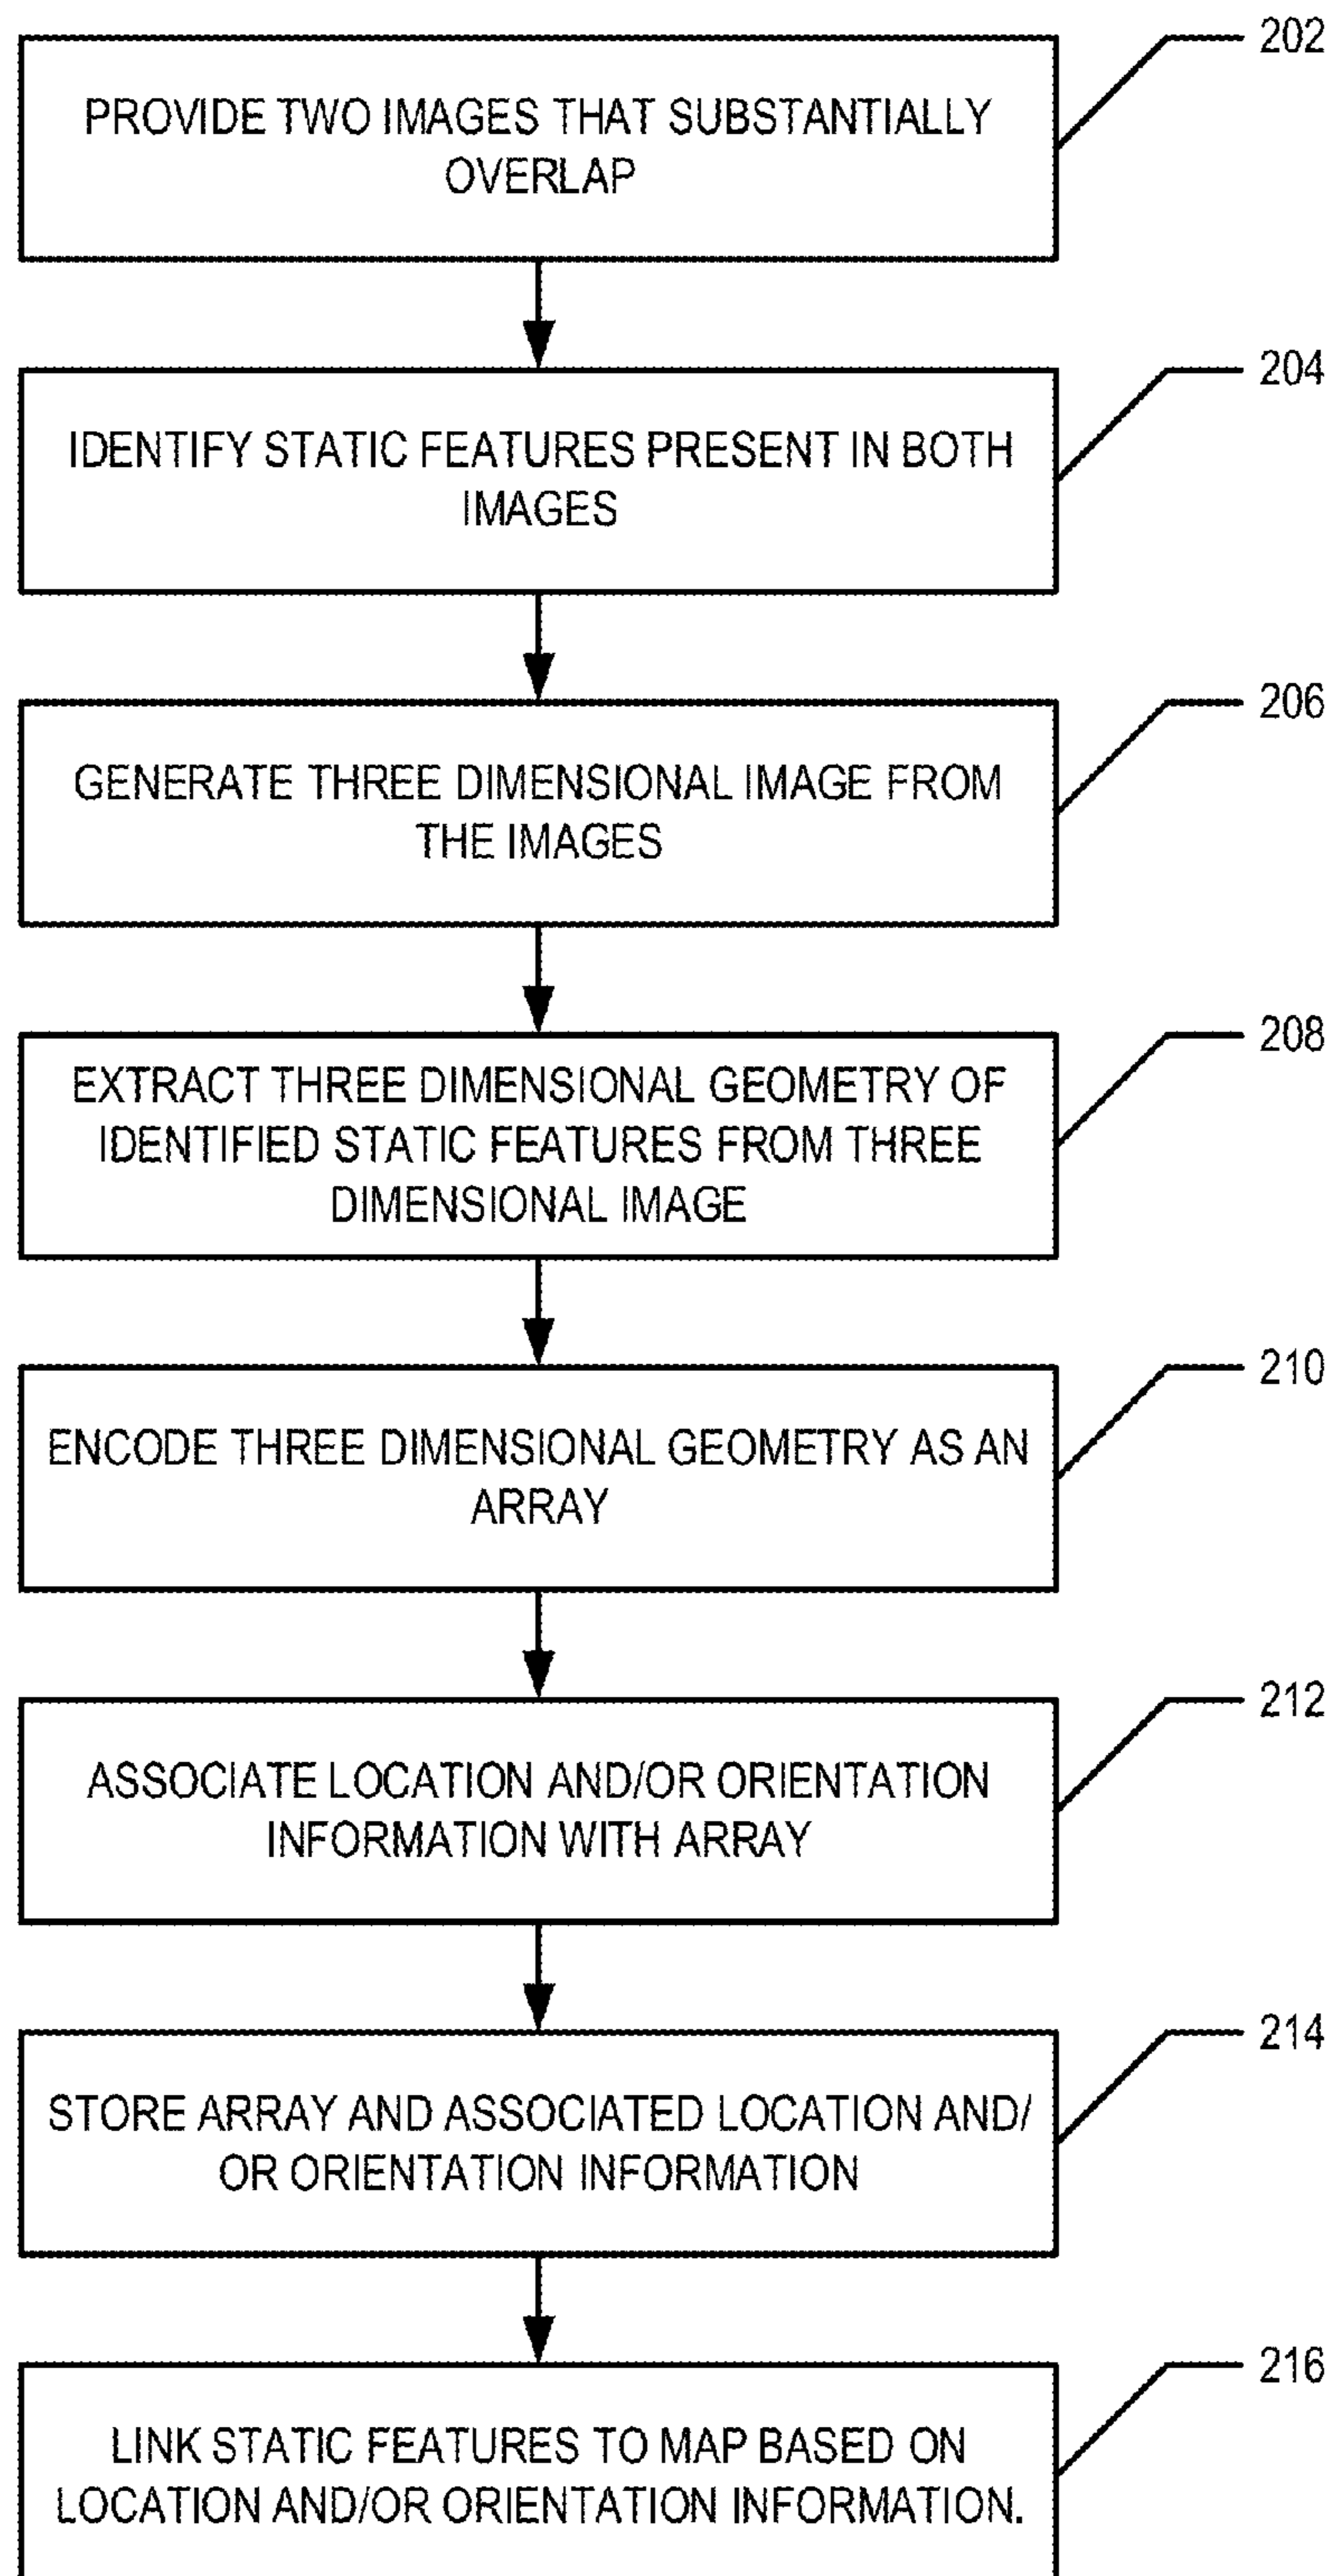 202
PROVIDE TWO IMAGES THAT SUBSTANTIALLY
OVERLAP
204
IDENTIFY STATIC FEATURES PRESENT IN BOTH
IMAGES
206
GENERATE THREE DIMENSIONAL IMAGE FROM
THE IMAGES
208
EXTRACT THREE DIMENSIONAL GEOMETRY OF
IDENTIFIED STATIC FEATURES FROM THREE
DIMENSIONAL IMAGE
210
ENCODE THREE DIMENSIONAL GEOMETRY AS AN
ARRAY
212
ASSOCIATE LOCATION AND/OR ORIENTATION
INFORMATION WITH ARRAY
214
STORE ARRAY AND ASSOCIATED LOCATION AND/
OR ORIENTATION INFORMATION
216
LINK STATIC FEATURES TO MAP BASED ON
LOCATION AND/OR ORIENTATION INFORMATION.